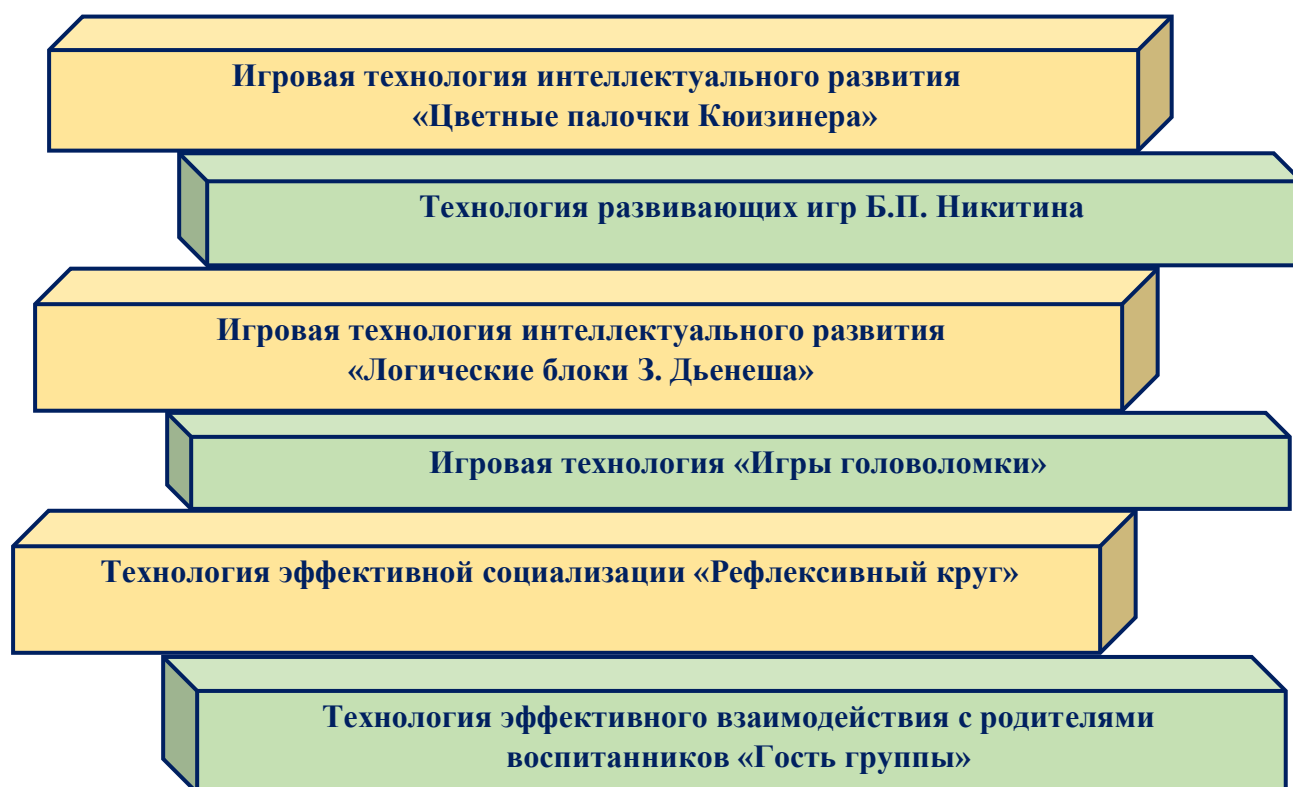 Игровая технология интеллектуального развития
«Цветные палочки Кюизинера»
Технология развивающих игр Б.П. Никитина
Игровая технология интеллектуального развития
«Логические блоки З. Дьенеша»
Игровая технология «Игры головоломки»
Технология эффективной социализации «Рефлексивный круг»
Технология эффективного взаимодействия с родителями
воспитанников «Гость группы»